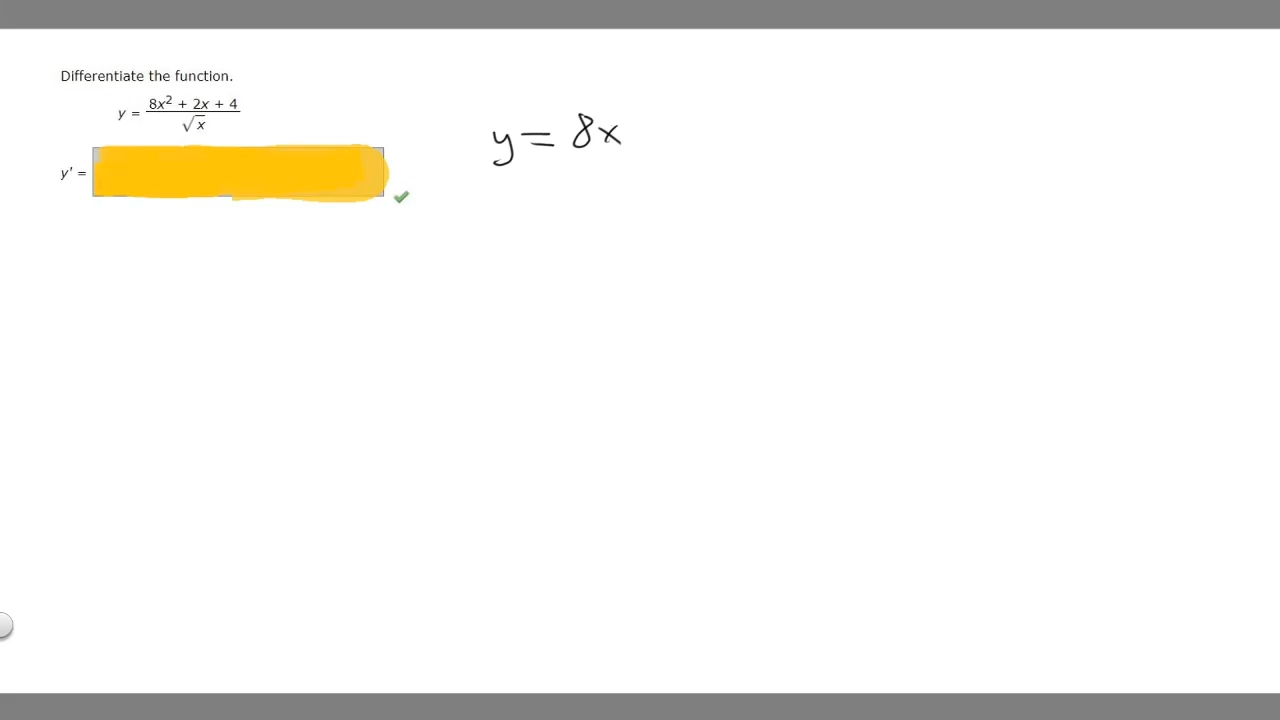 Differentiate the function.
y = 8x² + 2x + 4 / √x
y = 8x
y' =